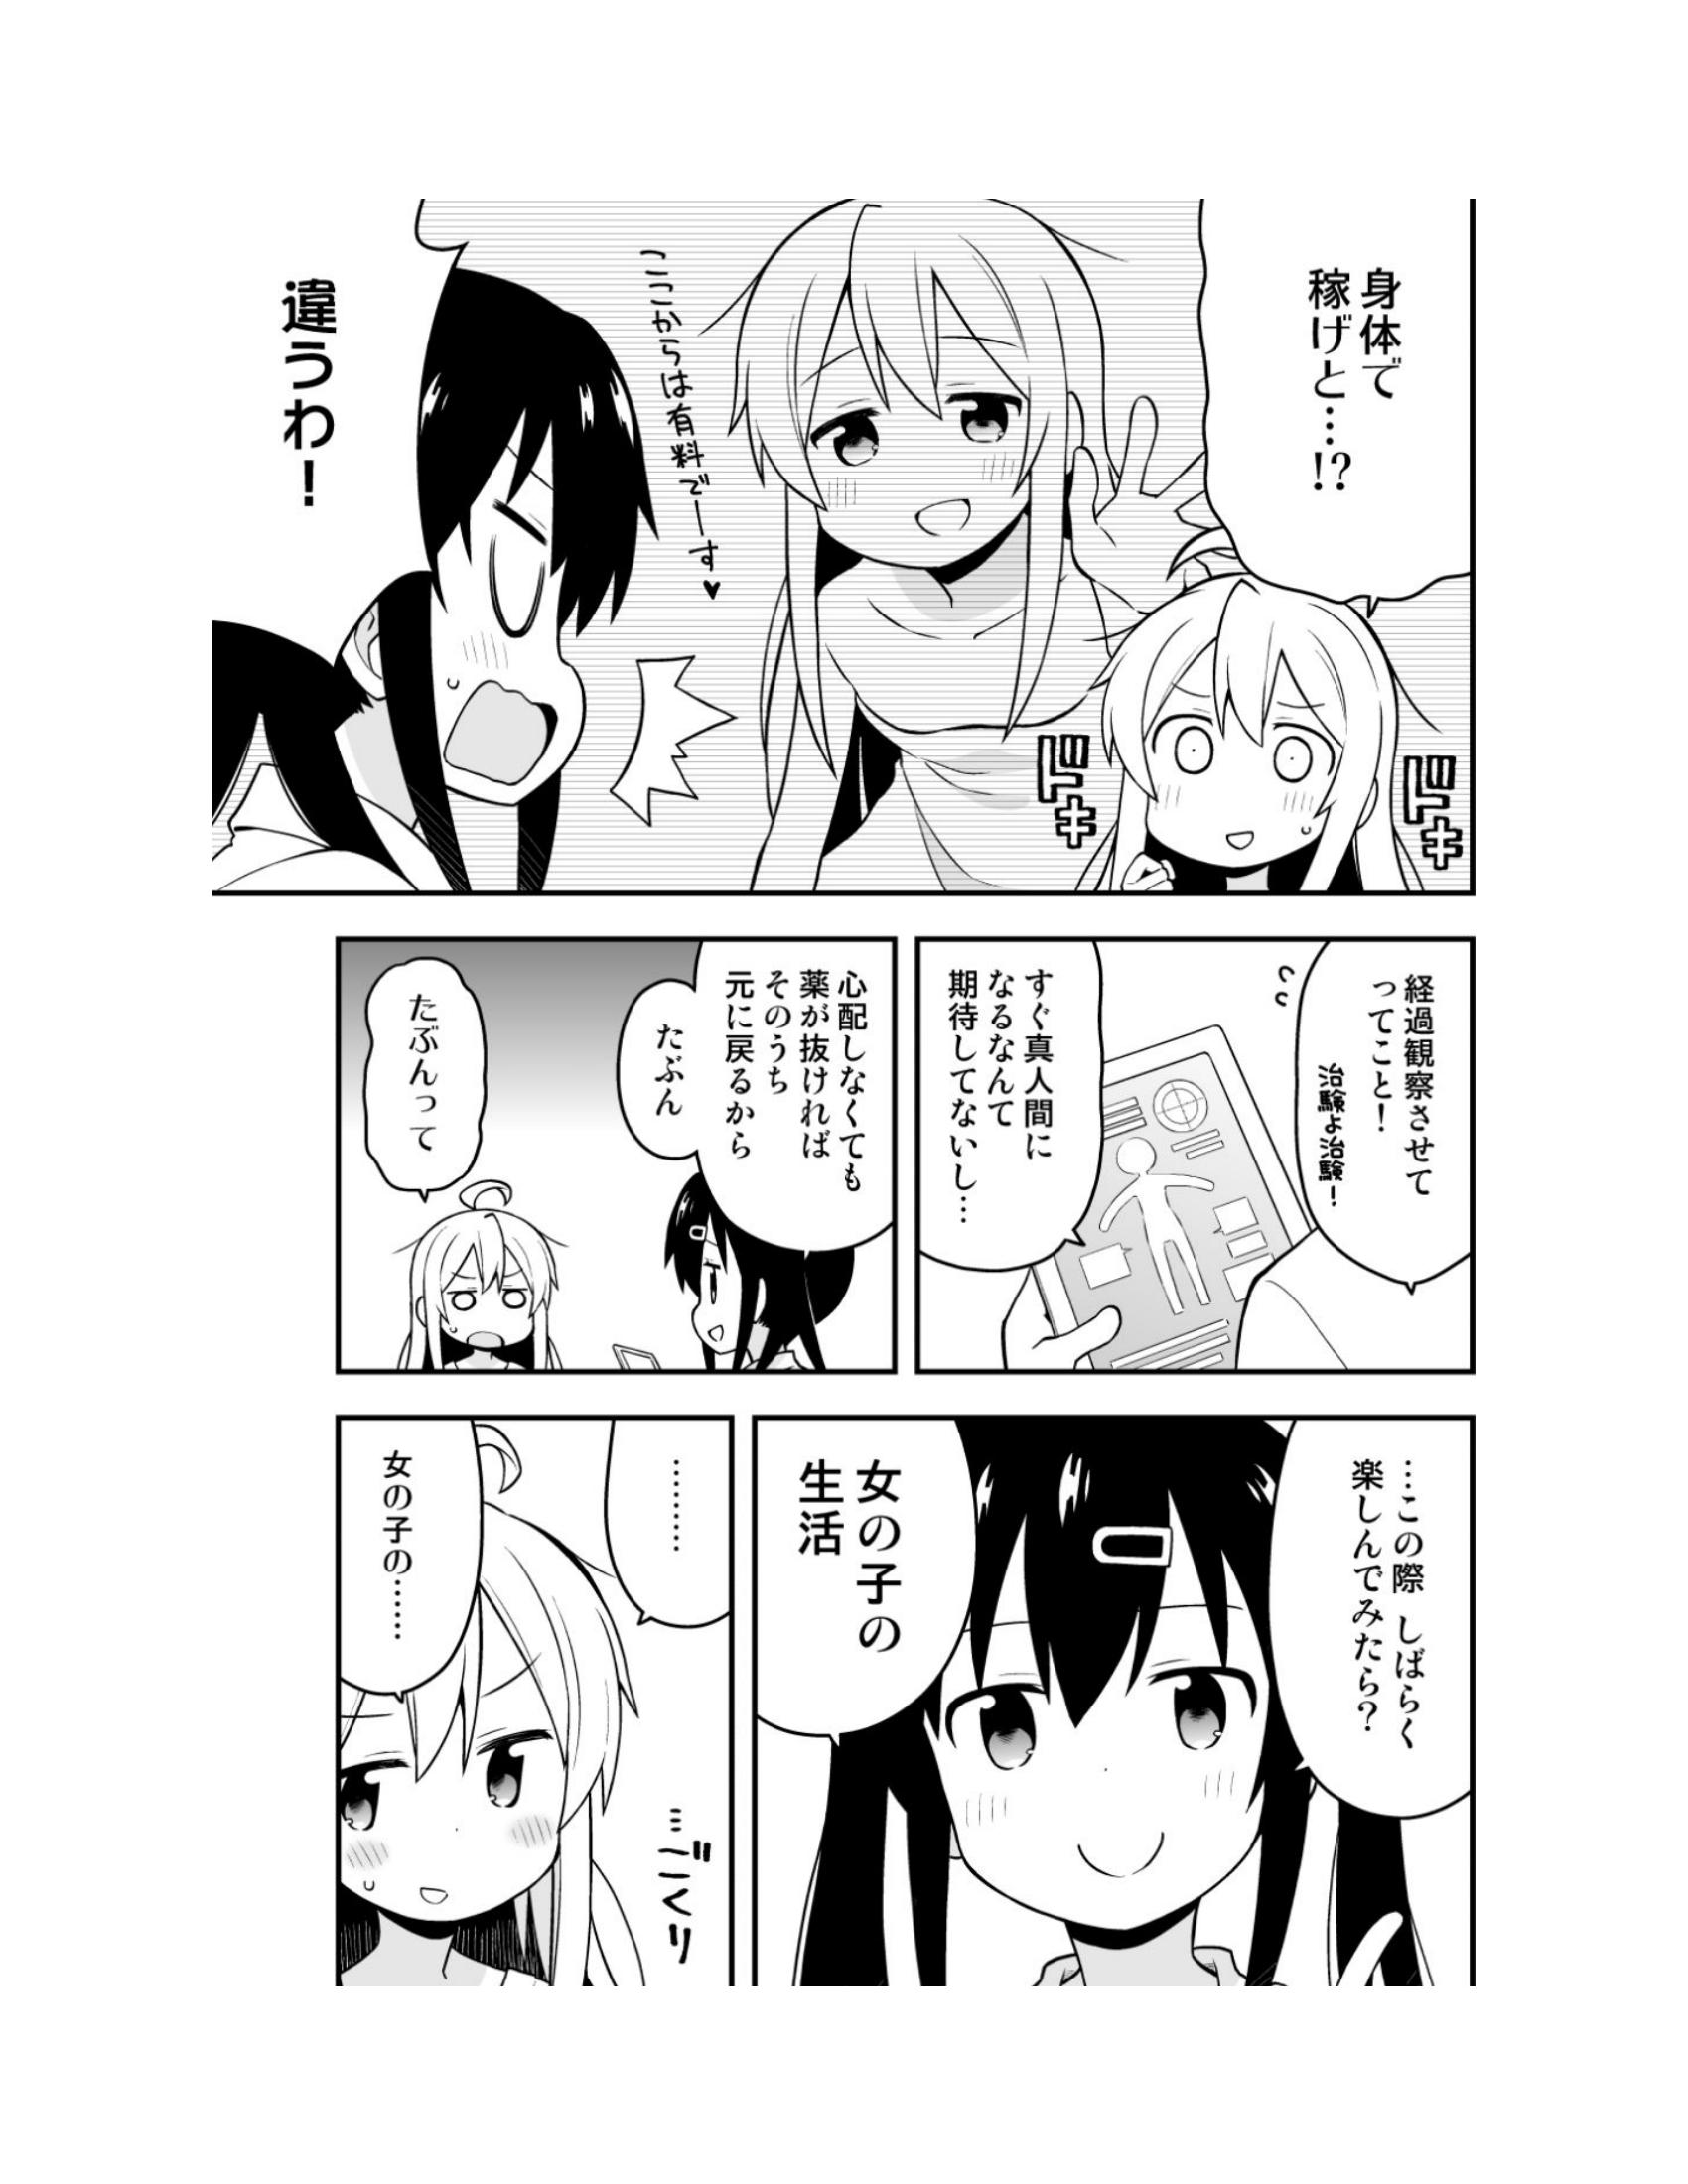 身体で
稼げと…!?
ドキ
ドキ
ここからは有料でーす♥
違うわ!
経過観察させて
ってこと!
治験よ治験!
すぐ真人間に
なるなんて
期待してないし…
心配しなくても
薬が抜ければ
そのうち
元に戻るから
たぶん
たぶんって
…この際 しばらく
楽しんでみたら?
女の子の
生活
………
…ごくり
女の子の……